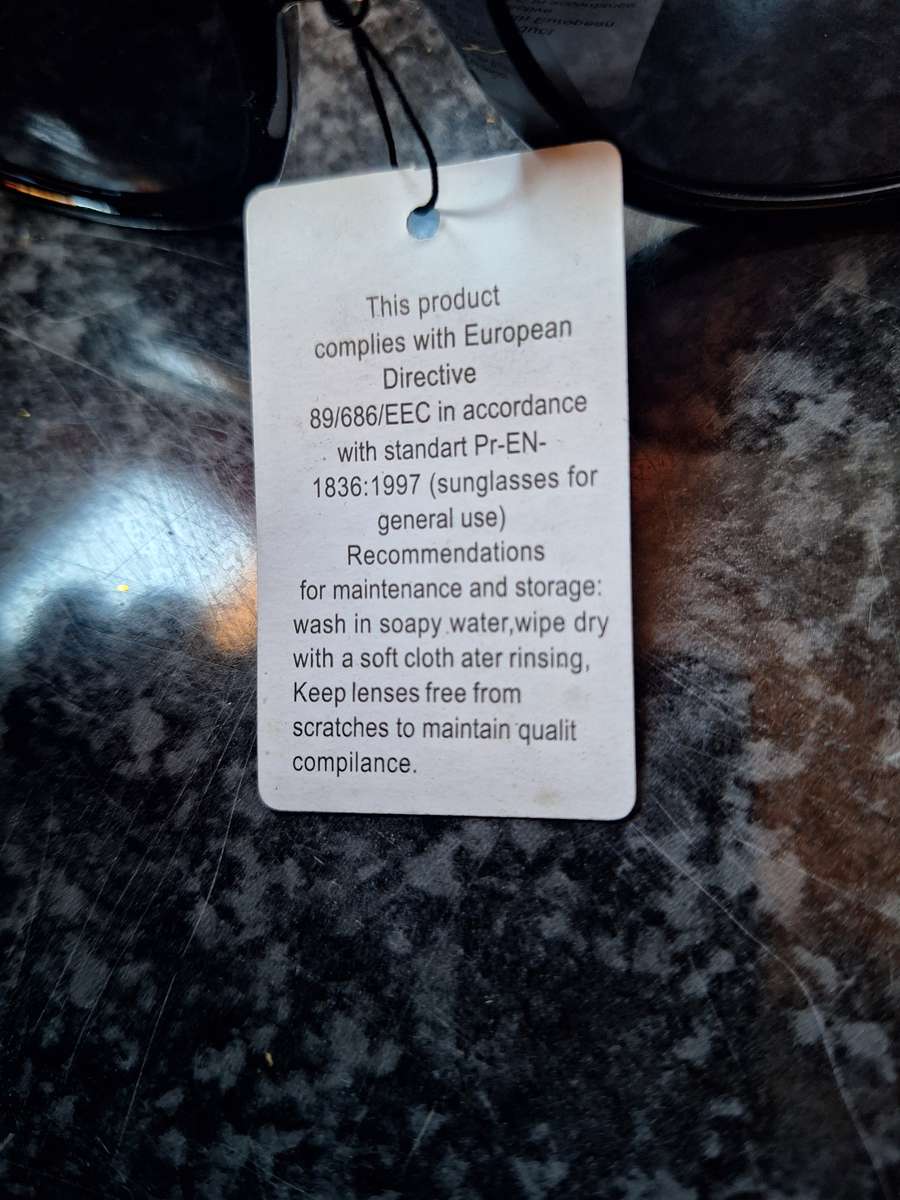 This product
complies with European
Directive
89/686/EEC in accordance
with standart Pr-EN-
1836:1997 (sunglasses for
general use)
Recommendations
for maintenance and storage:
wash in soapy water,wipe dry
with a soft cloth ater rinsing,
Keep lenses free from
scratches to maintain qualit
compilance.